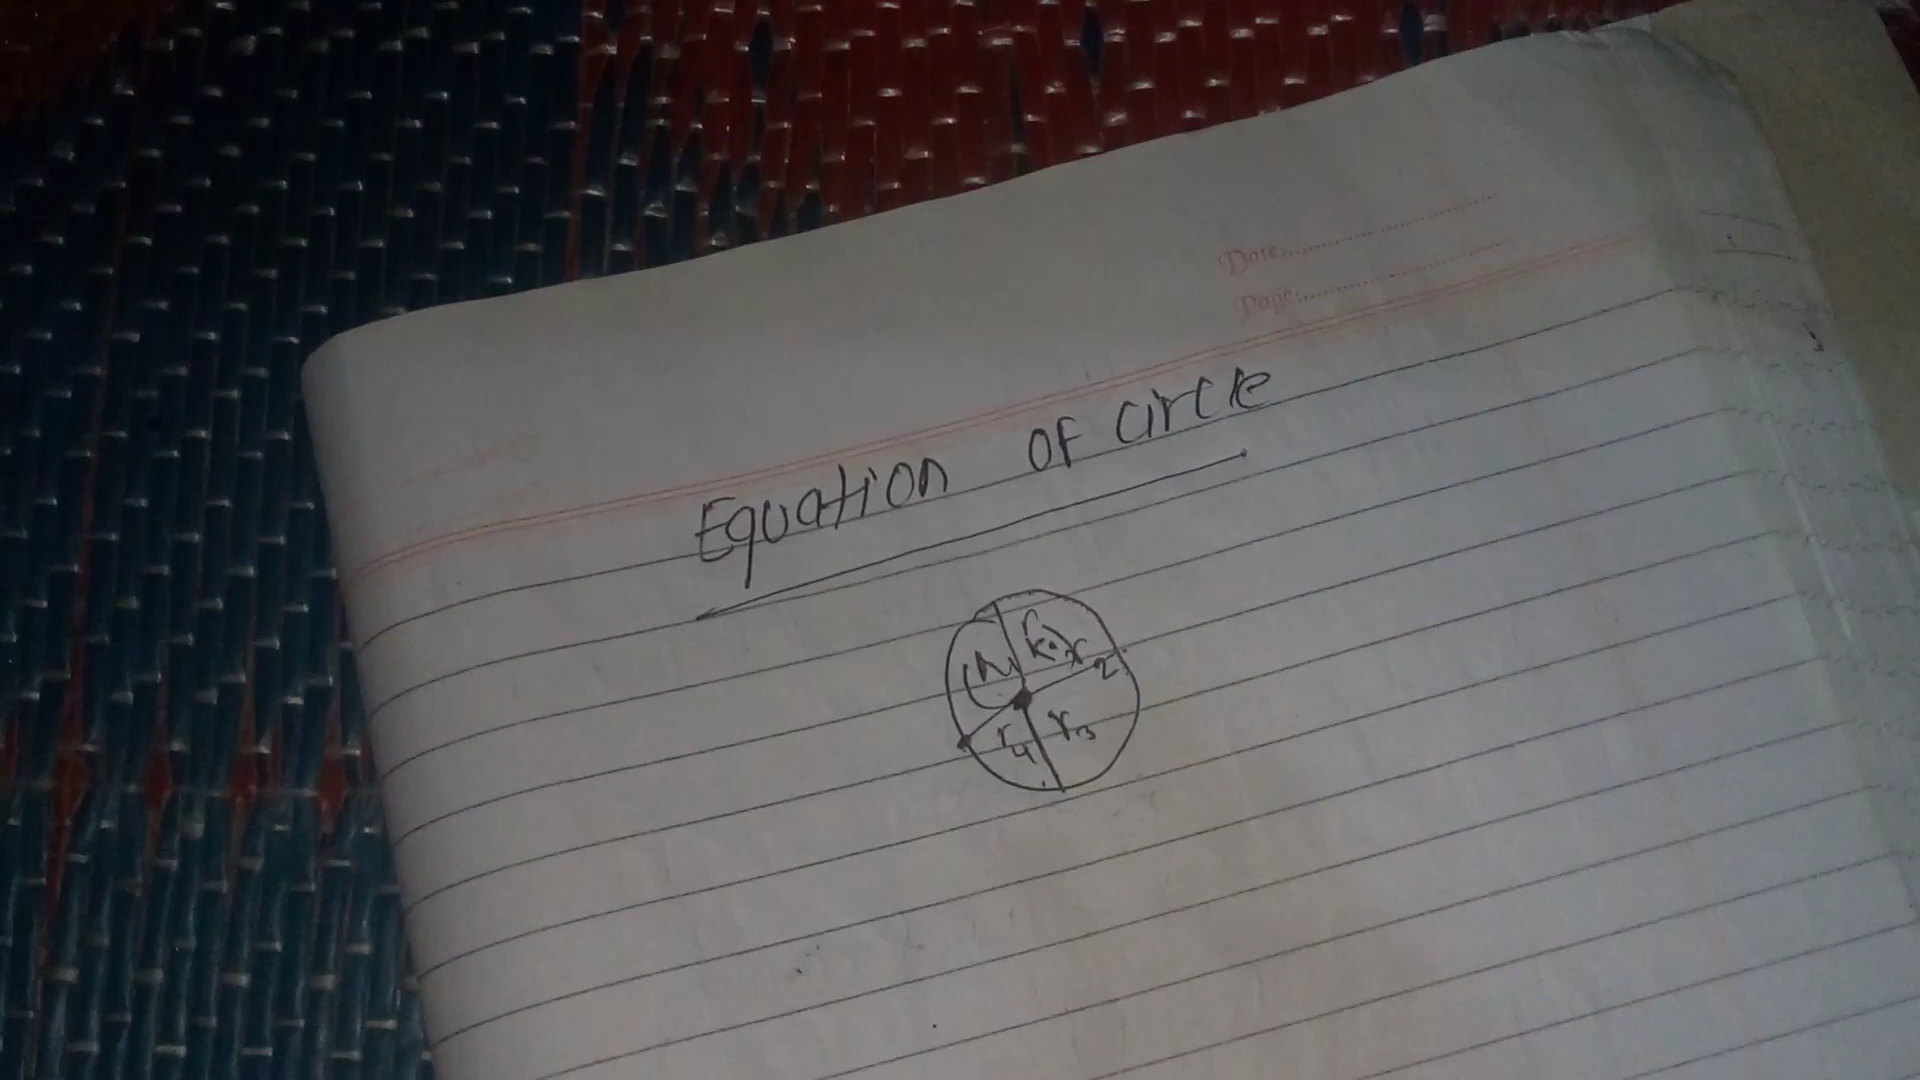 Date:
Page:
Equation OF circle
(h, k)
r2
r4
r3